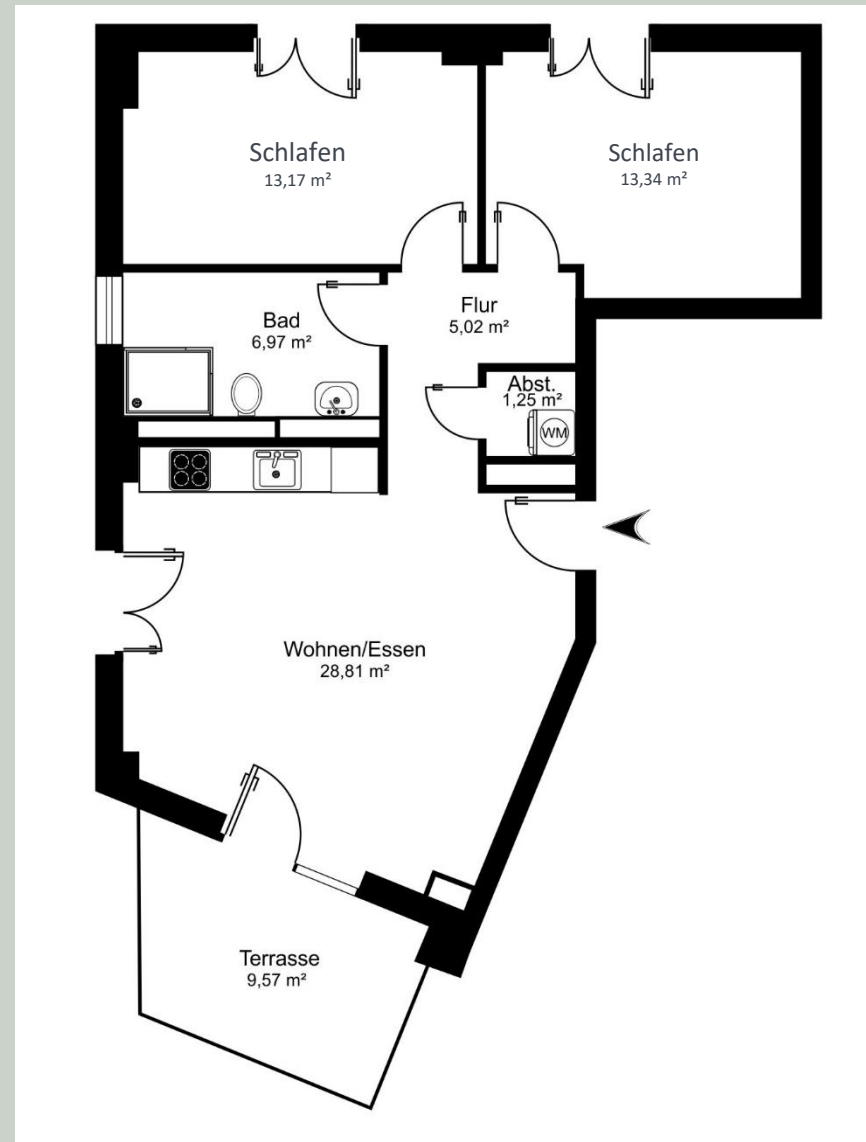 Schlafen
13,17 m²
Schlafen
13,34 m²
Flur
5,02 m²
Bad
6,97 m²
Abst.
1,25 m²
WM
Wohnen/Essen
28,81 m²
Terrasse
9,57 m²